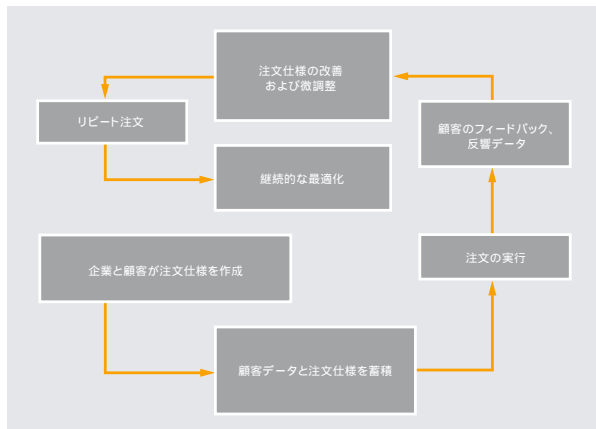 注文仕様の改善
および微調整
リピート注文
顧客のフィードバック、
反響データ
継続的な最適化
企業と顧客が注文仕様を作成
注文の実行
顧客データと注文仕様を蓄積